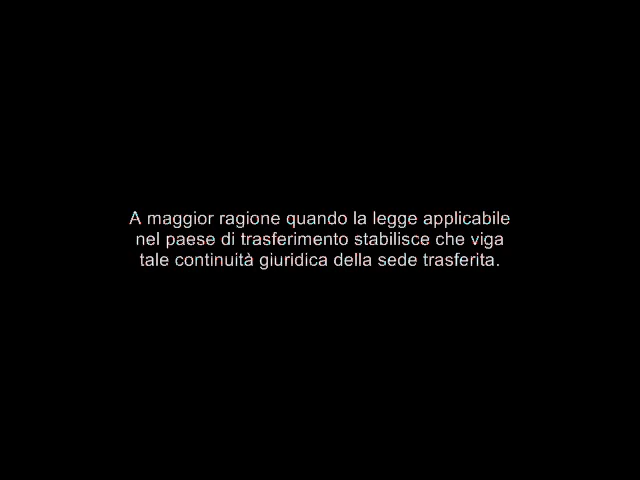 A maggior ragione quando la legge applicabile
nel paese di trasferimento stabilisce che viga
tale continuità giuridica della sede trasferita.